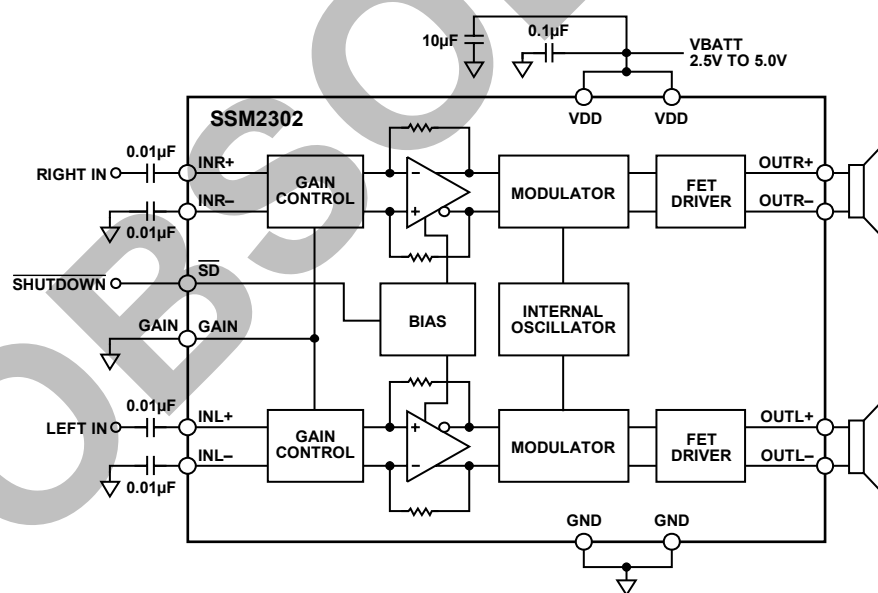 10µF
0.1µF
VBATT
2.5V TO 5.0V
SSM2302
VDD
VDD
0.01µF
RIGHT IN
INR+
INR–
0.01µF
GAIN
CONTROL
–
+
MODULATOR
FET
DRIVER
OUTR+
OUTR–
SHUTDOWN
SD
BIAS
INTERNAL
OSCILLATOR
GAIN
GAIN
0.01µF
LEFT IN
INL+
INL–
0.01µF
GAIN
CONTROL
+
–
MODULATOR
FET
DRIVER
OUTL+
OUTL–
GND
GND
OBSOL